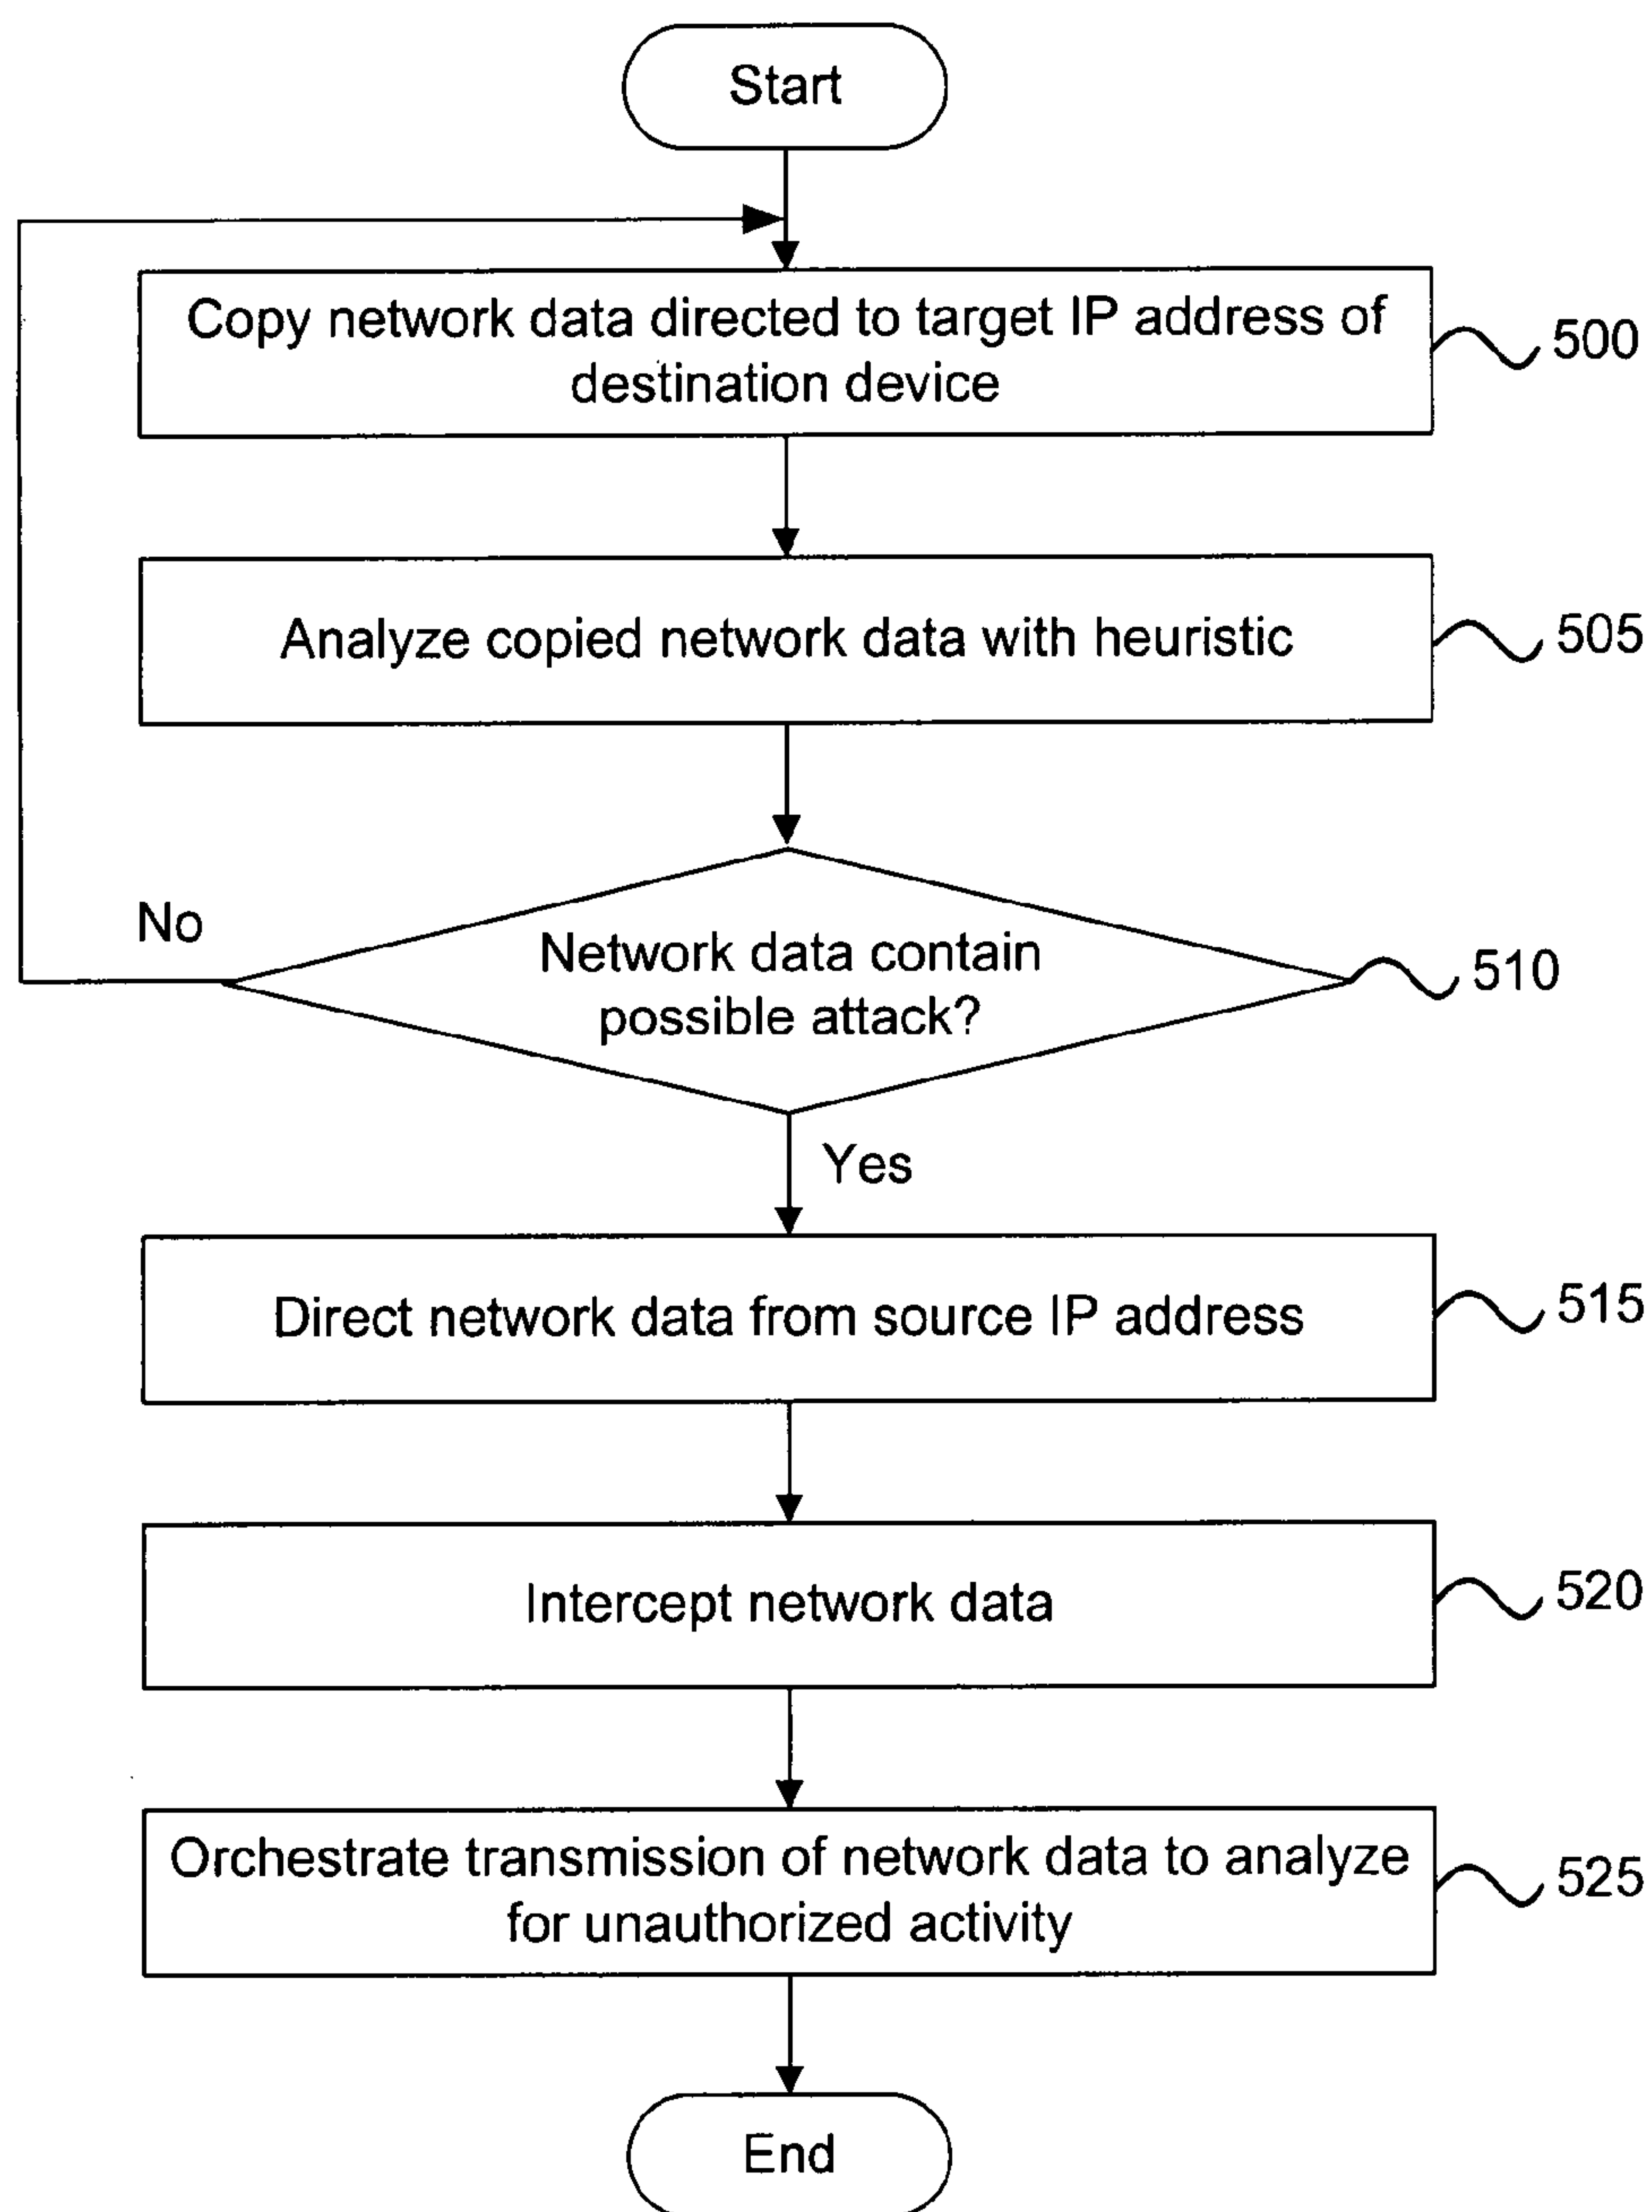 Start
Copy network data directed to target IP address of
destination device
500
Analyze copied network data with heuristic
505
No
Network data contain
possible attack?
510
Yes
Direct network data from source IP address
515
Intercept network data
520
Orchestrate transmission of network data to analyze
for unauthorized activity
525
End